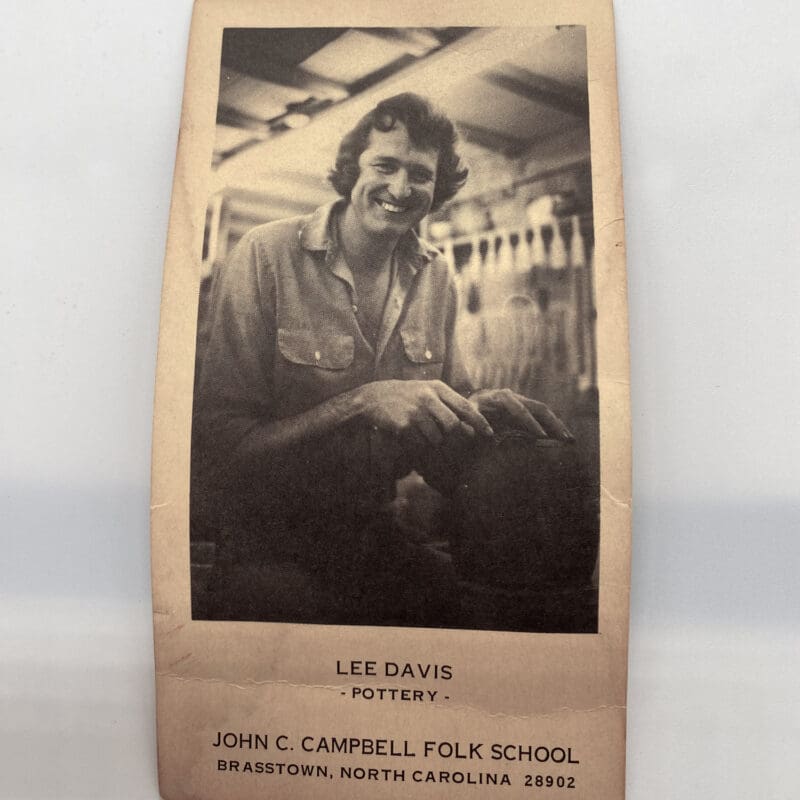 LEE DAVIS
- POTTERY -
JOHN C. CAMPBELL FOLK SCHOOL
BRASSTOWN, NORTH CAROLINA 28902